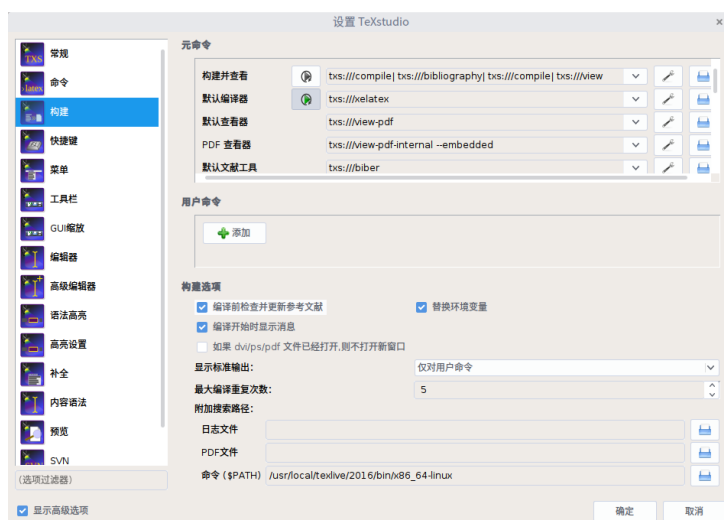 设置 TeXstudio
常规
命令
构建
快捷键
菜单
工具栏
GUI缩放
编辑器
高级编辑器
语法高亮
高亮设置
补全
内容语法
预览
SVN
(选项过滤器)
显示高级选项
元命令
构建并查看 txs:///compile| txs:///bibliography| txs:///compile| txs:///view
默认编译器 txs:///xelatex
默认查看器 txs:///view-pdf
PDF 查看器 txs:///view-pdf-internal --embedded
默认文献工具 txs:///biber
用户命令
添加
构建选项
编译前检查并更新参考文献 替换环境变量
编译开始时显示消息
如果 dvi/ps/pdf 文件已经打开,则不打开新窗口
显示标准输出: 仅对用户命令
最大编译重复次数: 5
附加搜索路径:
日志文件
PDF文件
命令 ($PATH) /usr/local/texlive/2016/bin/x86_64-linux
确定 取消